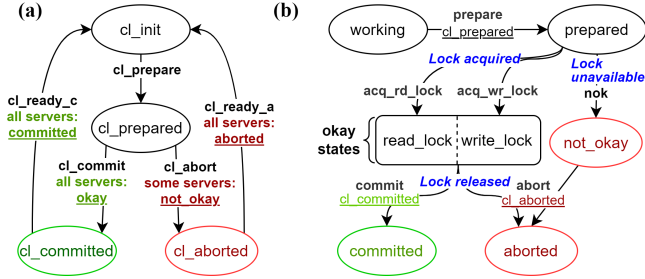 (a)
cl_init
cl_prepare
cl_ready_c
all servers:
committed
cl_ready_a
all servers:
aborted
cl_prepared
cl_commit
all servers:
okay
cl_abort
some servers:
not_okay
cl_committed
cl_aborted
(b)
working
prepare
cl_prepared
prepared
Lock acquired
Lock
unavailable
acq_rd_lock
acq_wr_lock
nok
okay
states
read_lock
write_lock
not_okay
Lock released
commit
cl_committed
abort
cl_aborted
committed
aborted